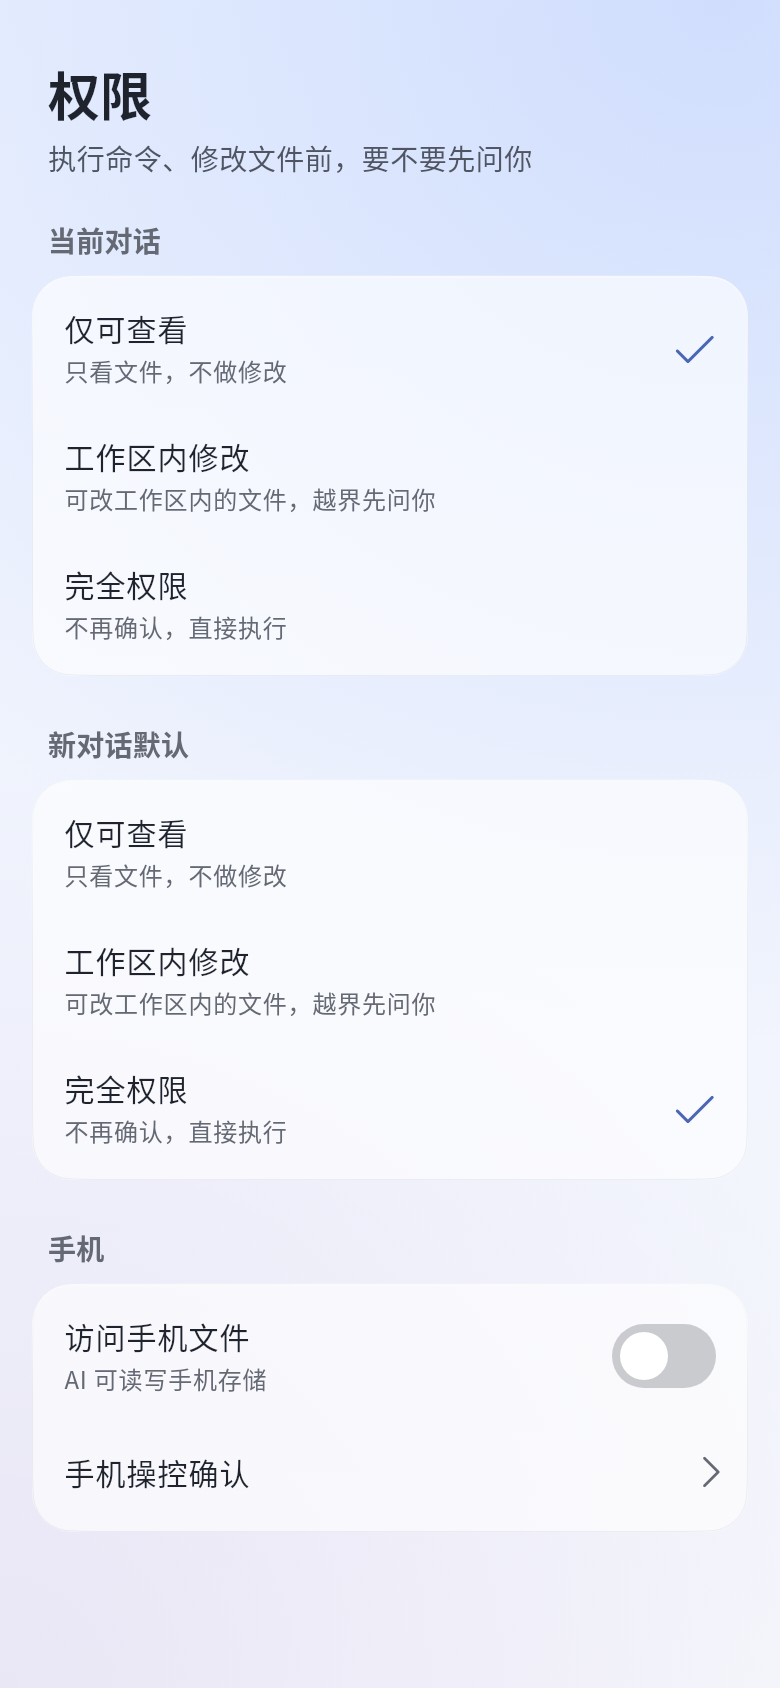 权限
执行命令、修改文件前，要不要先问你
当前对话
仅可查看
只看文件，不做修改
工作区内修改
可改工作区内的文件，越界先问你
完全权限
不再确认，直接执行
新对话默认
仅可查看
只看文件，不做修改
工作区内修改
可改工作区内的文件，越界先问你
完全权限
不再确认，直接执行
手机
访问手机文件
AI 可读写手机存储
手机操控确认